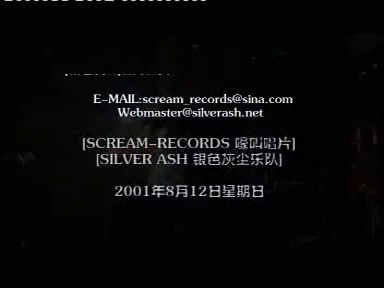 E-MAIL:scream_records@sina.com
Webmaster@silverash.net
[SCREAM-RECORDS 嚎叫唱片]
[SILVER ASH 银色灰尘乐队]
2001年8月12日星期日